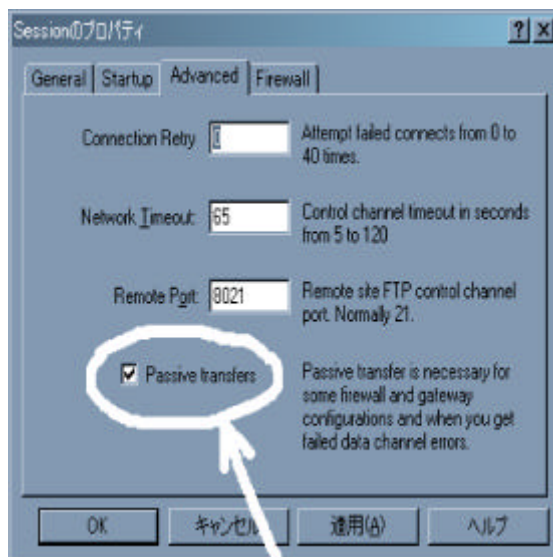 Sessionのプロパティ
General Startup Advanced Firewall
Connection Retry
Attempt failed connects from 0 to
40 times.
Network Timeout: 65
Control channel timeout in seconds
from 5 to 120
Remote Port: 8021
Remote site FTP control channel
port. Normally 21.
Passive transfers
Passive transfer is necessary for
some firewall and gateway
configurations and when you get
failed data channel errors.
OK キャンセル 適用(A) ヘルプ